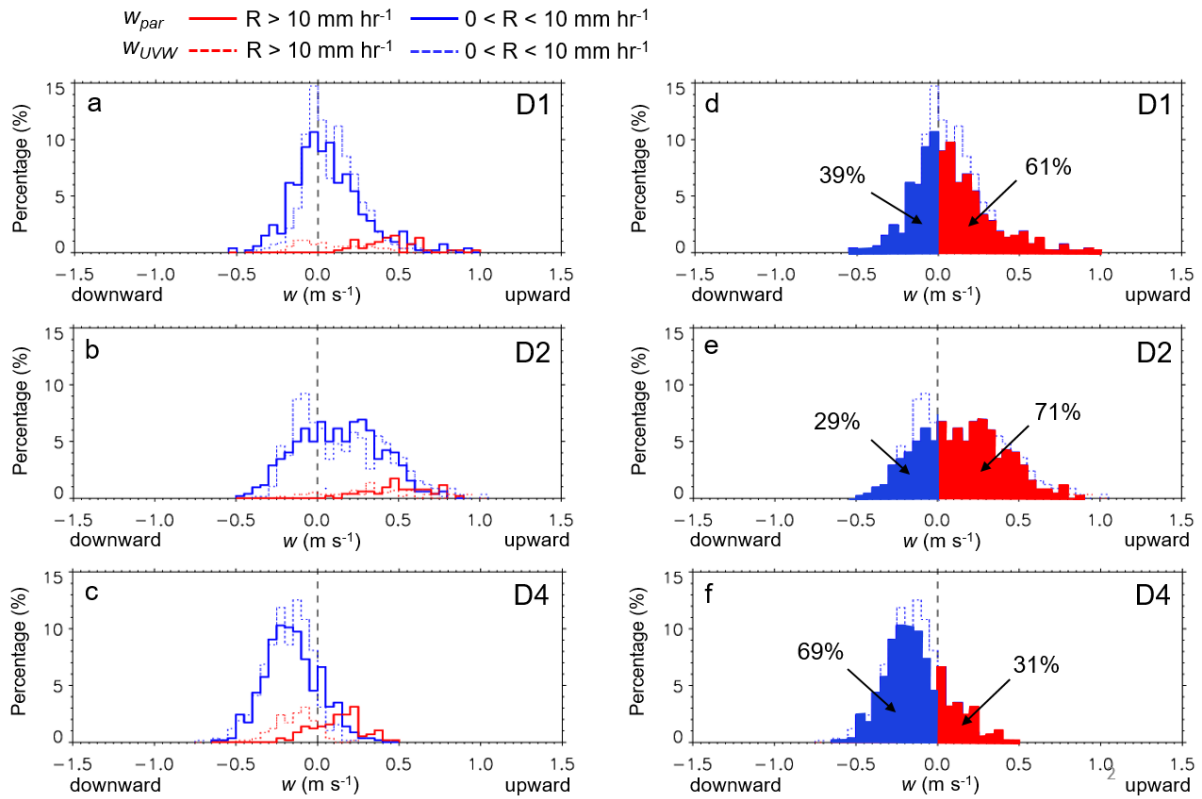 w_par R > 10 mm hr-1 0 < R < 10 mm hr-1
w_UVW R > 10 mm hr-1 0 < R < 10 mm hr-1
a D1
Percentage (%)
15
10
5
0
−1.5 −1.0 −0.5 0.0 0.5 1.0 1.5
downward w (m s-1) upward
d D1
Percentage (%)
15
10
5
0
39% 61%
−1.5 −1.0 −0.5 0.0 0.5 1.0 1.5
downward w (m s-1) upward
b D2
Percentage (%)
15
10
5
0
−1.5 −1.0 −0.5 0.0 0.5 1.0 1.5
downward w (m s-1) upward
e D2
Percentage (%)
15
10
5
0
29% 71%
−1.5 −1.0 −0.5 0.0 0.5 1.0 1.5
downward w (m s-1) upward
c D4
Percentage (%)
15
10
5
0
−1.5 −1.0 −0.5 0.0 0.5 1.0 1.5
downward w (m s-1) upward
f D4
Percentage (%)
15
10
5
0
69% 31%
−1.5 −1.0 −0.5 0.0 0.5 1.0 1.5
downward w (m s-1) 2 upward